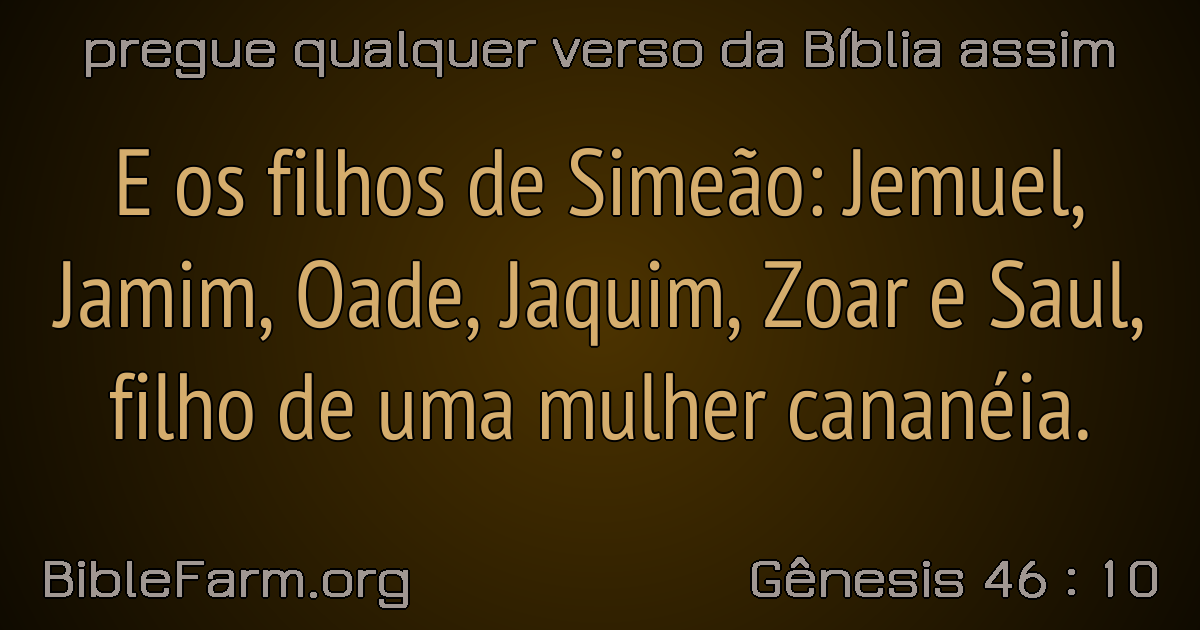 pregue qualquer verso da Bíblia assim
E os filhos de Simeão: Jemuel,
Jamim, Oade, Jaquim, Zoar e Saul,
filho de uma mulher cananéia.
BibleFarm.org
Gênesis 46 : 10